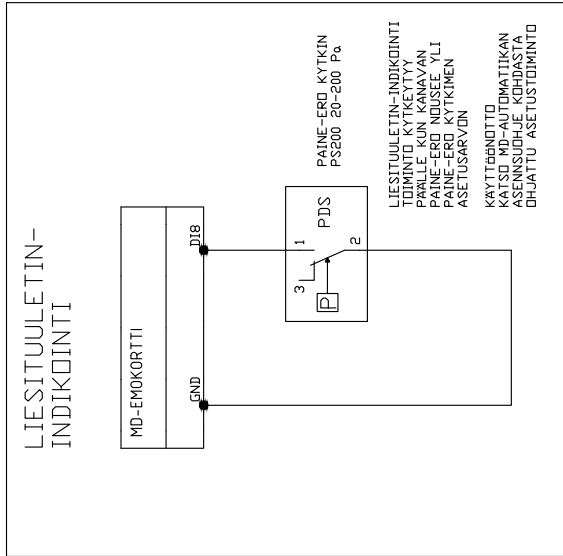 LIESITUULETIN-
INDIKOINTI
MD-EMOKORTTI
GND
DI8
PDS
1
2
3
P
PAINE-ERO KYTKIN
PS200 20-200 Pa
LIESITUULETIN-INDIKOINTI
TOIMINTO KYTKEYTYY
PÄÄLLE KUN KANAVAN
PAINE-ERO NOUSEE YLI
PAINE-ERO KYTKIMEN
ASETUSARVON
KÄYTTÖÖNOTTO
KATSO MD-AUTOMATIIKAN
ASENNSUOHJE KOHDASTA
OHJATTU ASETUSTOIMINTO